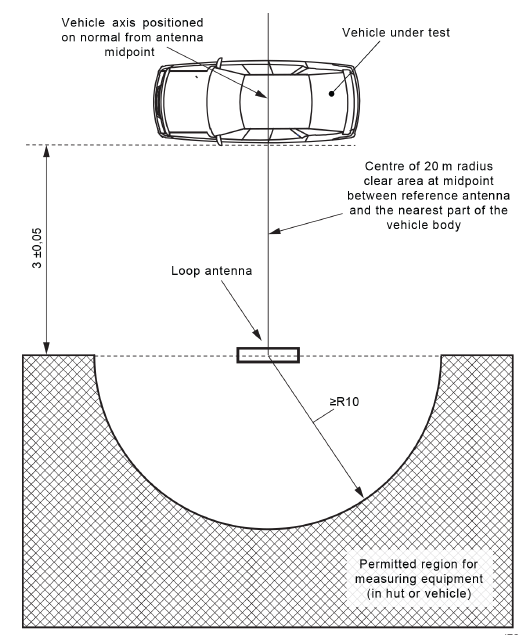 Vehicle axis positioned
on normal from antenna
midpoint
Vehicle under test
Centre of 20 m radius
clear area at midpoint
between reference antenna
and the nearest part of the
vehicle body
3 ±0,05
Loop antenna
≥R10
Permitted region for
measuring equipment
(in hut or vehicle)